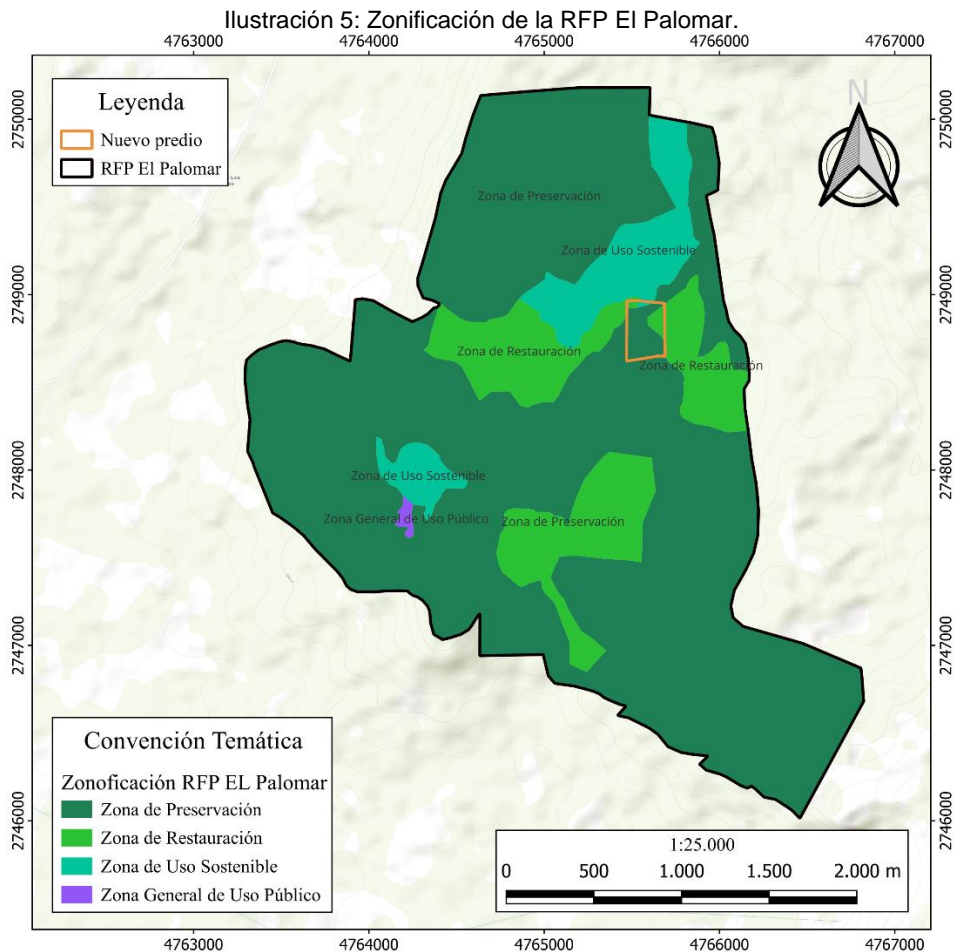 Ilustración 5: Zonificación de la RFP El Palomar.
4763000 4764000 4765000 4766000 4767000
Leyenda
Nuevo predio
RFP El Palomar
N
2750000 2750000
Zona de Preservación
Zona de Uso Sostenible
2749000 2749000
Zona de Restauración
Zona de Restauración
2748000 2748000
Zona de Uso Sostenible
Zona General de Uso Público
Zona de Preservación
2747000 2747000
Convención Temática
Zonoficación RFP EL Palomar
Zona de Preservación
Zona de Restauración
Zona de Uso Sostenible
Zona General de Uso Público
2746000 2746000
1:25.000
0 500 1.000 1.500 2.000 m
4763000 4764000 4765000 4766000 4767000